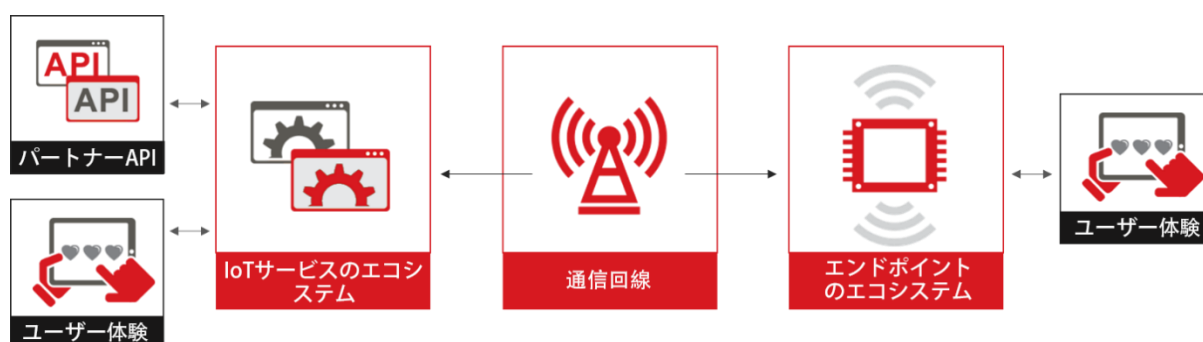 API
API
パートナーAPI
ユーザー体験
IoTサービスのエコシ
ステム
通信回線
エンドポイント
のエコシステム
ユーザー体験